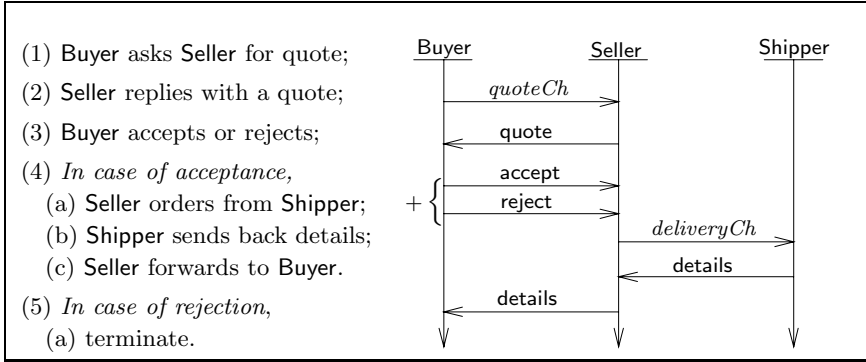 (1) Buyer asks Seller for quote;
(2) Seller replies with a quote;
(3) Buyer accepts or rejects;
(4) In case of acceptance,
(a) Seller orders from Shipper;
(b) Shipper sends back details;
(c) Seller forwards to Buyer.
(5) In case of rejection,
(a) terminate.
Buyer Seller Shipper
quoteCh
quote
accept
+ {
reject
deliveryCh
details
details